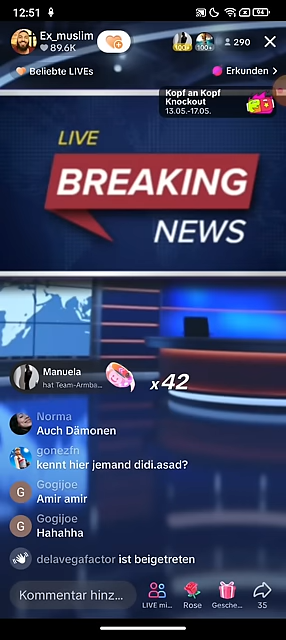 12:51
94
Ex_muslim
89.6K
100+
290
Beliebte LIVEs
Erkunden >
Kopf an Kopf
Knockout
13.05.-17.05.
LIVE
BREAKING
NEWS
Manuela
hat Team-Armba...
x42
Norma
Auch Dämonen
gonezfn
kennt hier jemand didi.asad?
Gogijoe
G
Amir amir
Gogijoe
G
Hahahha
delavegafactor ist beigetreten
Kommentar hinz...
LIVE mi...
Rose
Gesche...
35